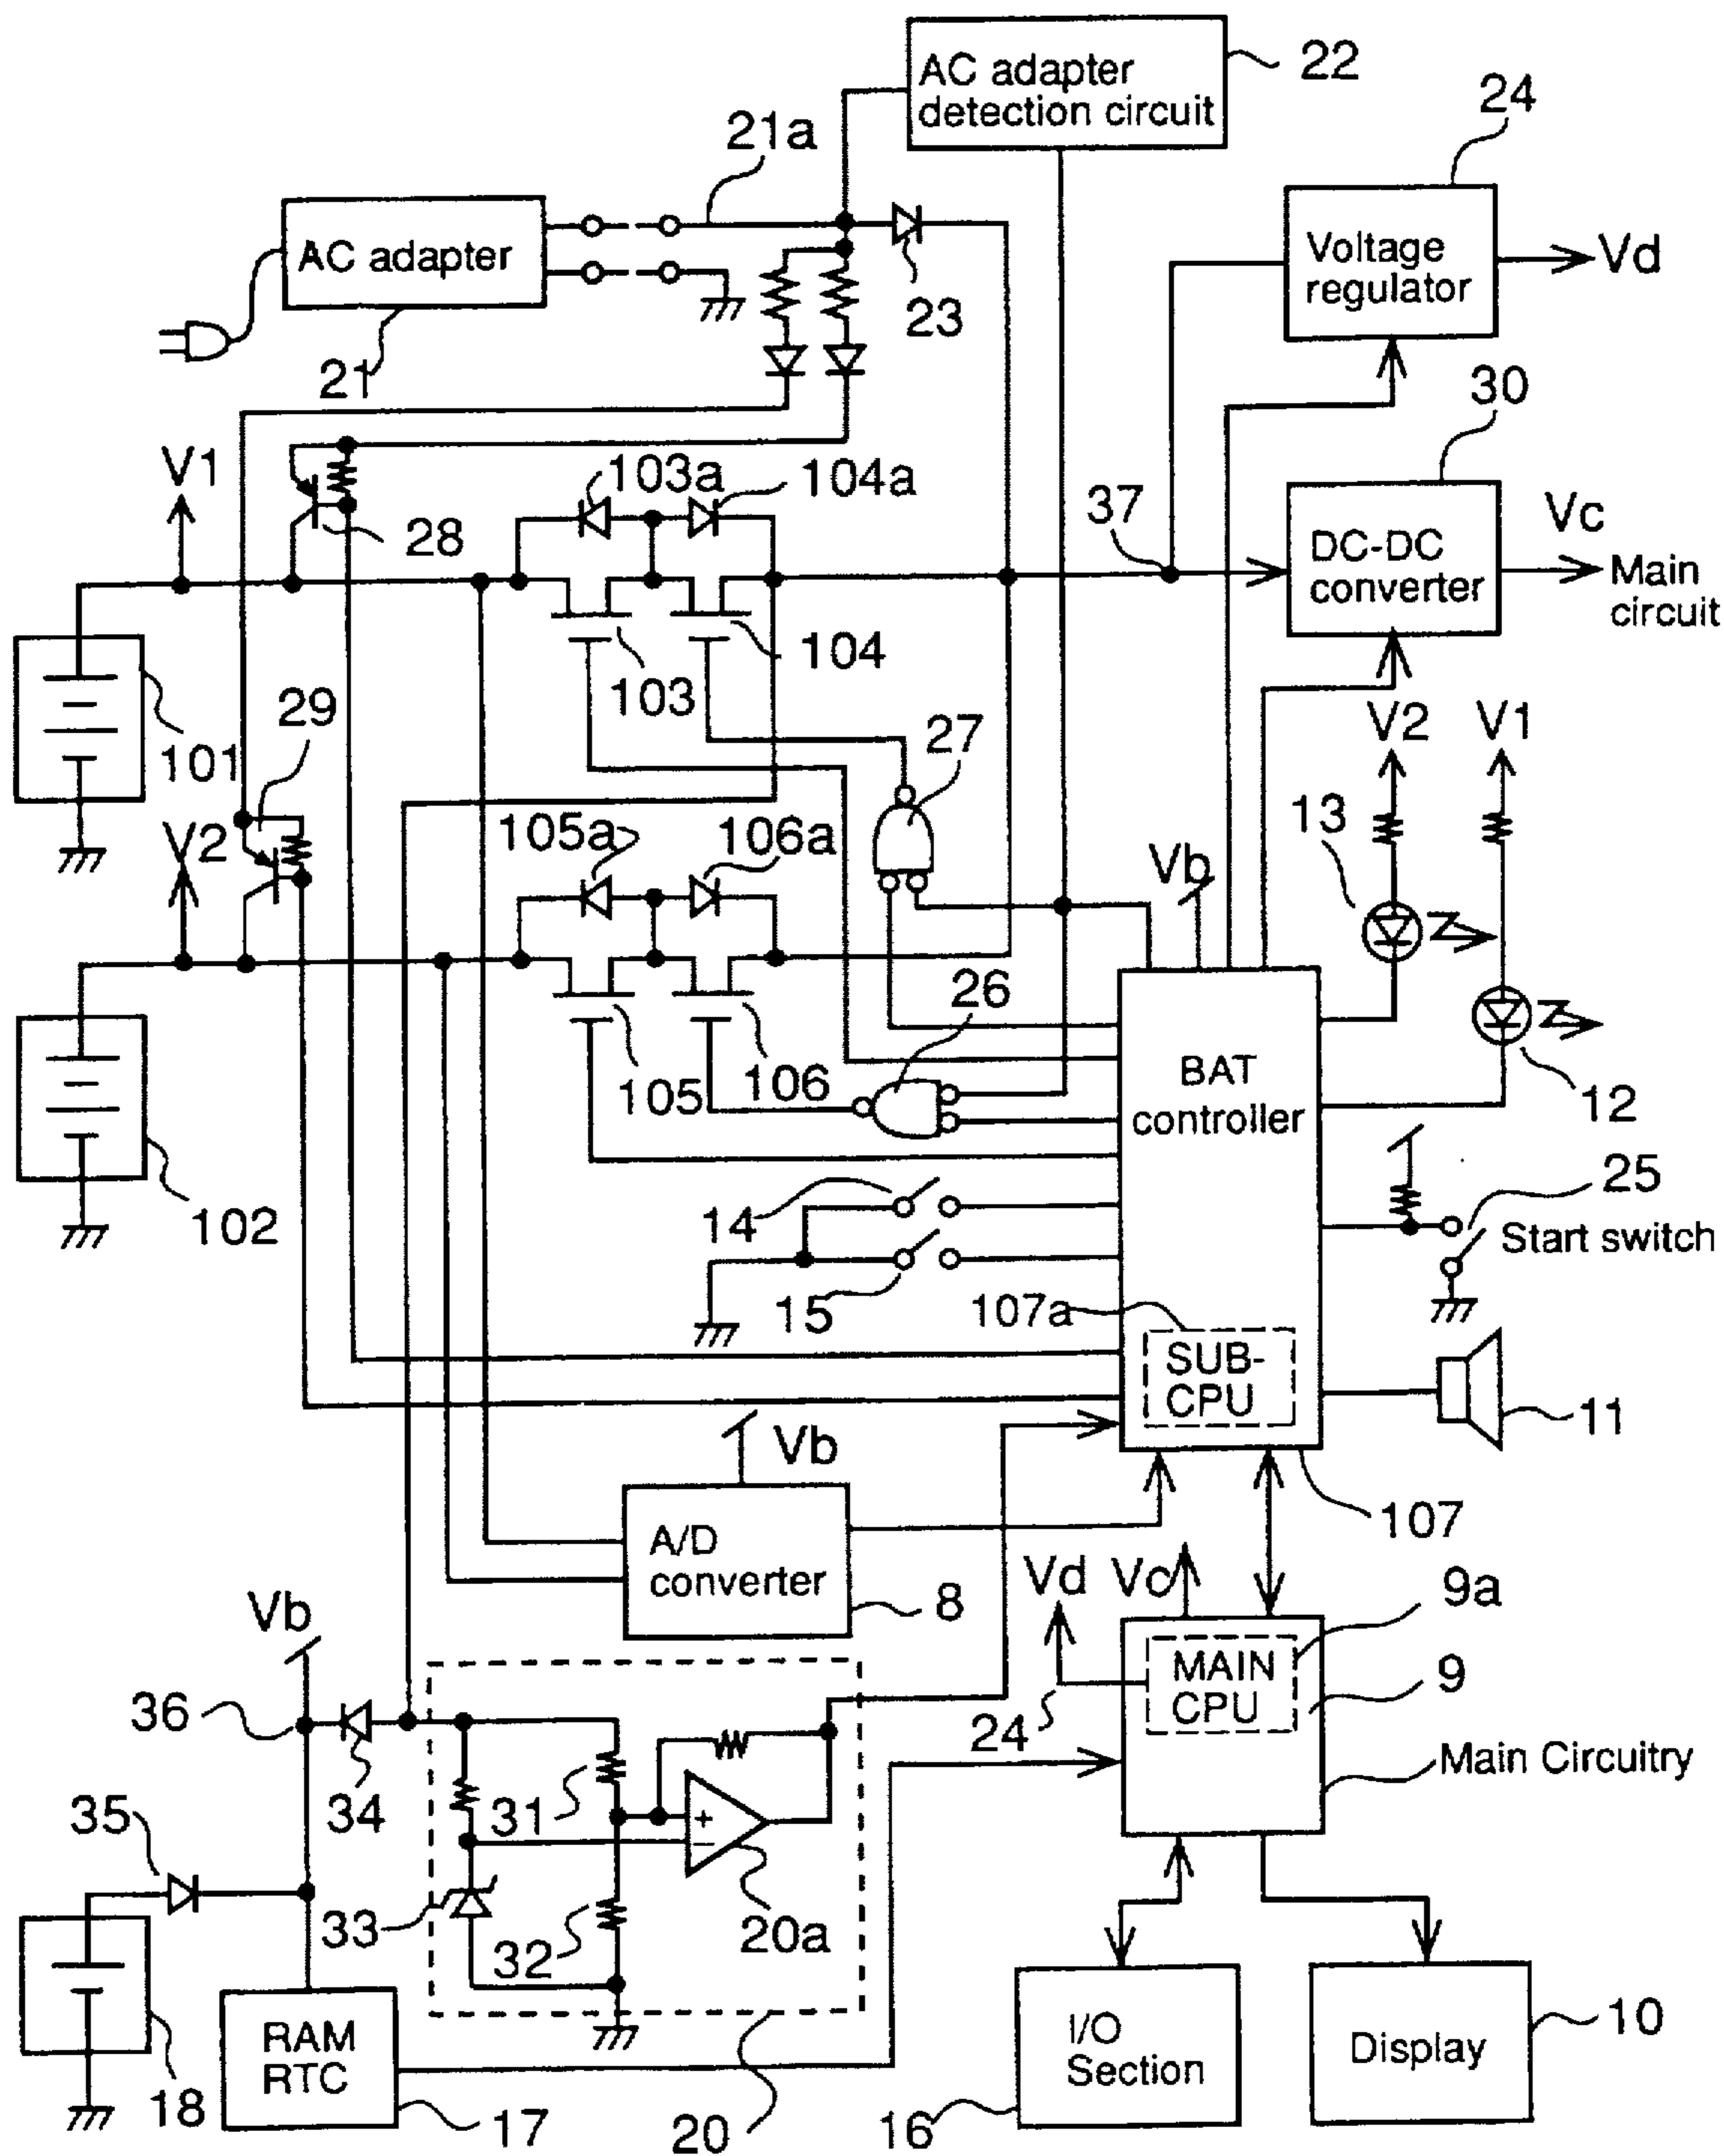 AC adapter
detection circuit
22
24
21a
AC adapter
Voltage
regulator
Vd
23
21
30
V1
103a
104a
28
37
DC-DC
converter
Vc
Main
circuit
104
103
101
29
27
V2
V1
13
V2
105a
106a
Vb
26
105
106
BAT
controller
12
102
14
25
Start switch
15
107a
SUB-
CPU
11
Vb
107
A/D
converter
8
Vd
Vc
9a
Vb
MAIN
CPU
9
36
24
Main Circuitry
34
31
+
−
35
33
32
20a
RAM
RTC
I/O
Section
Display
10
18
17
20
16